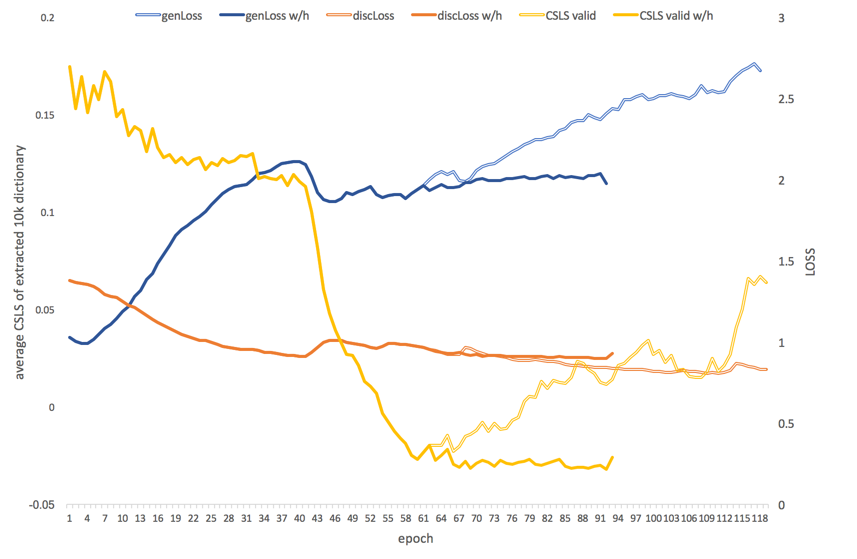 genLoss genLoss w/h discLoss discLoss w/h CSLS valid CSLS valid w/h
average CSLS of extracted 10k dictionary
0.2
0.15
0.1
0.05
0
-0.05
3
2.5
2
1.5
1
0.5
0
LOSS
1 4 7 10 13 16 19 22 25 28 31 34 37 40 43 46 49 52 55 58 61 64 67 70 73 76 79 82 85 88 91 94 97 100 103 106 109 112 115 118
epoch